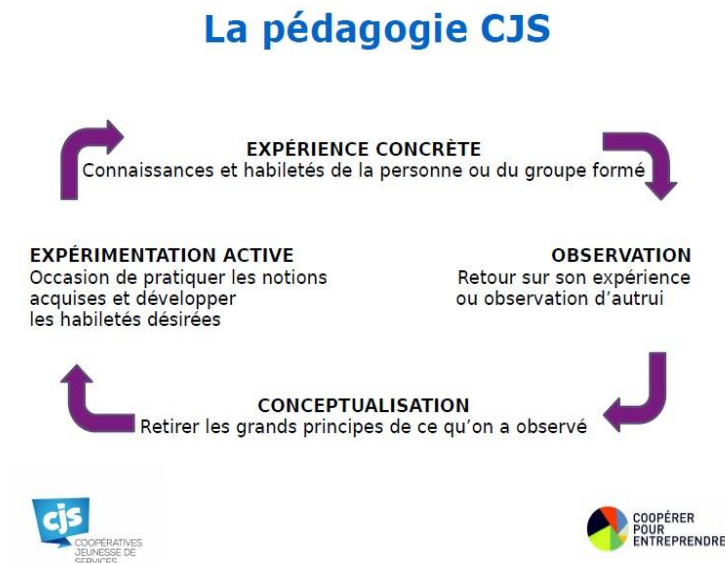 La pédagogie CJS
EXPÉRIENCE CONCRÈTE
Connaissances et habiletés de la personne ou du groupe formé
EXPÉRIMENTATION ACTIVE
Occasion de pratiquer les notions
acquises et développer
les habiletés désirées
OBSERVATION
Retour sur son expérience
ou observation d’autrui
CONCEPTUALISATION
Retirer les grands principes de ce qu’on a observé
cjs
COOPÉRATIVES
JEUNESSE DE
SERVICES
COOPÉRER
POUR
ENTREPRENDRE